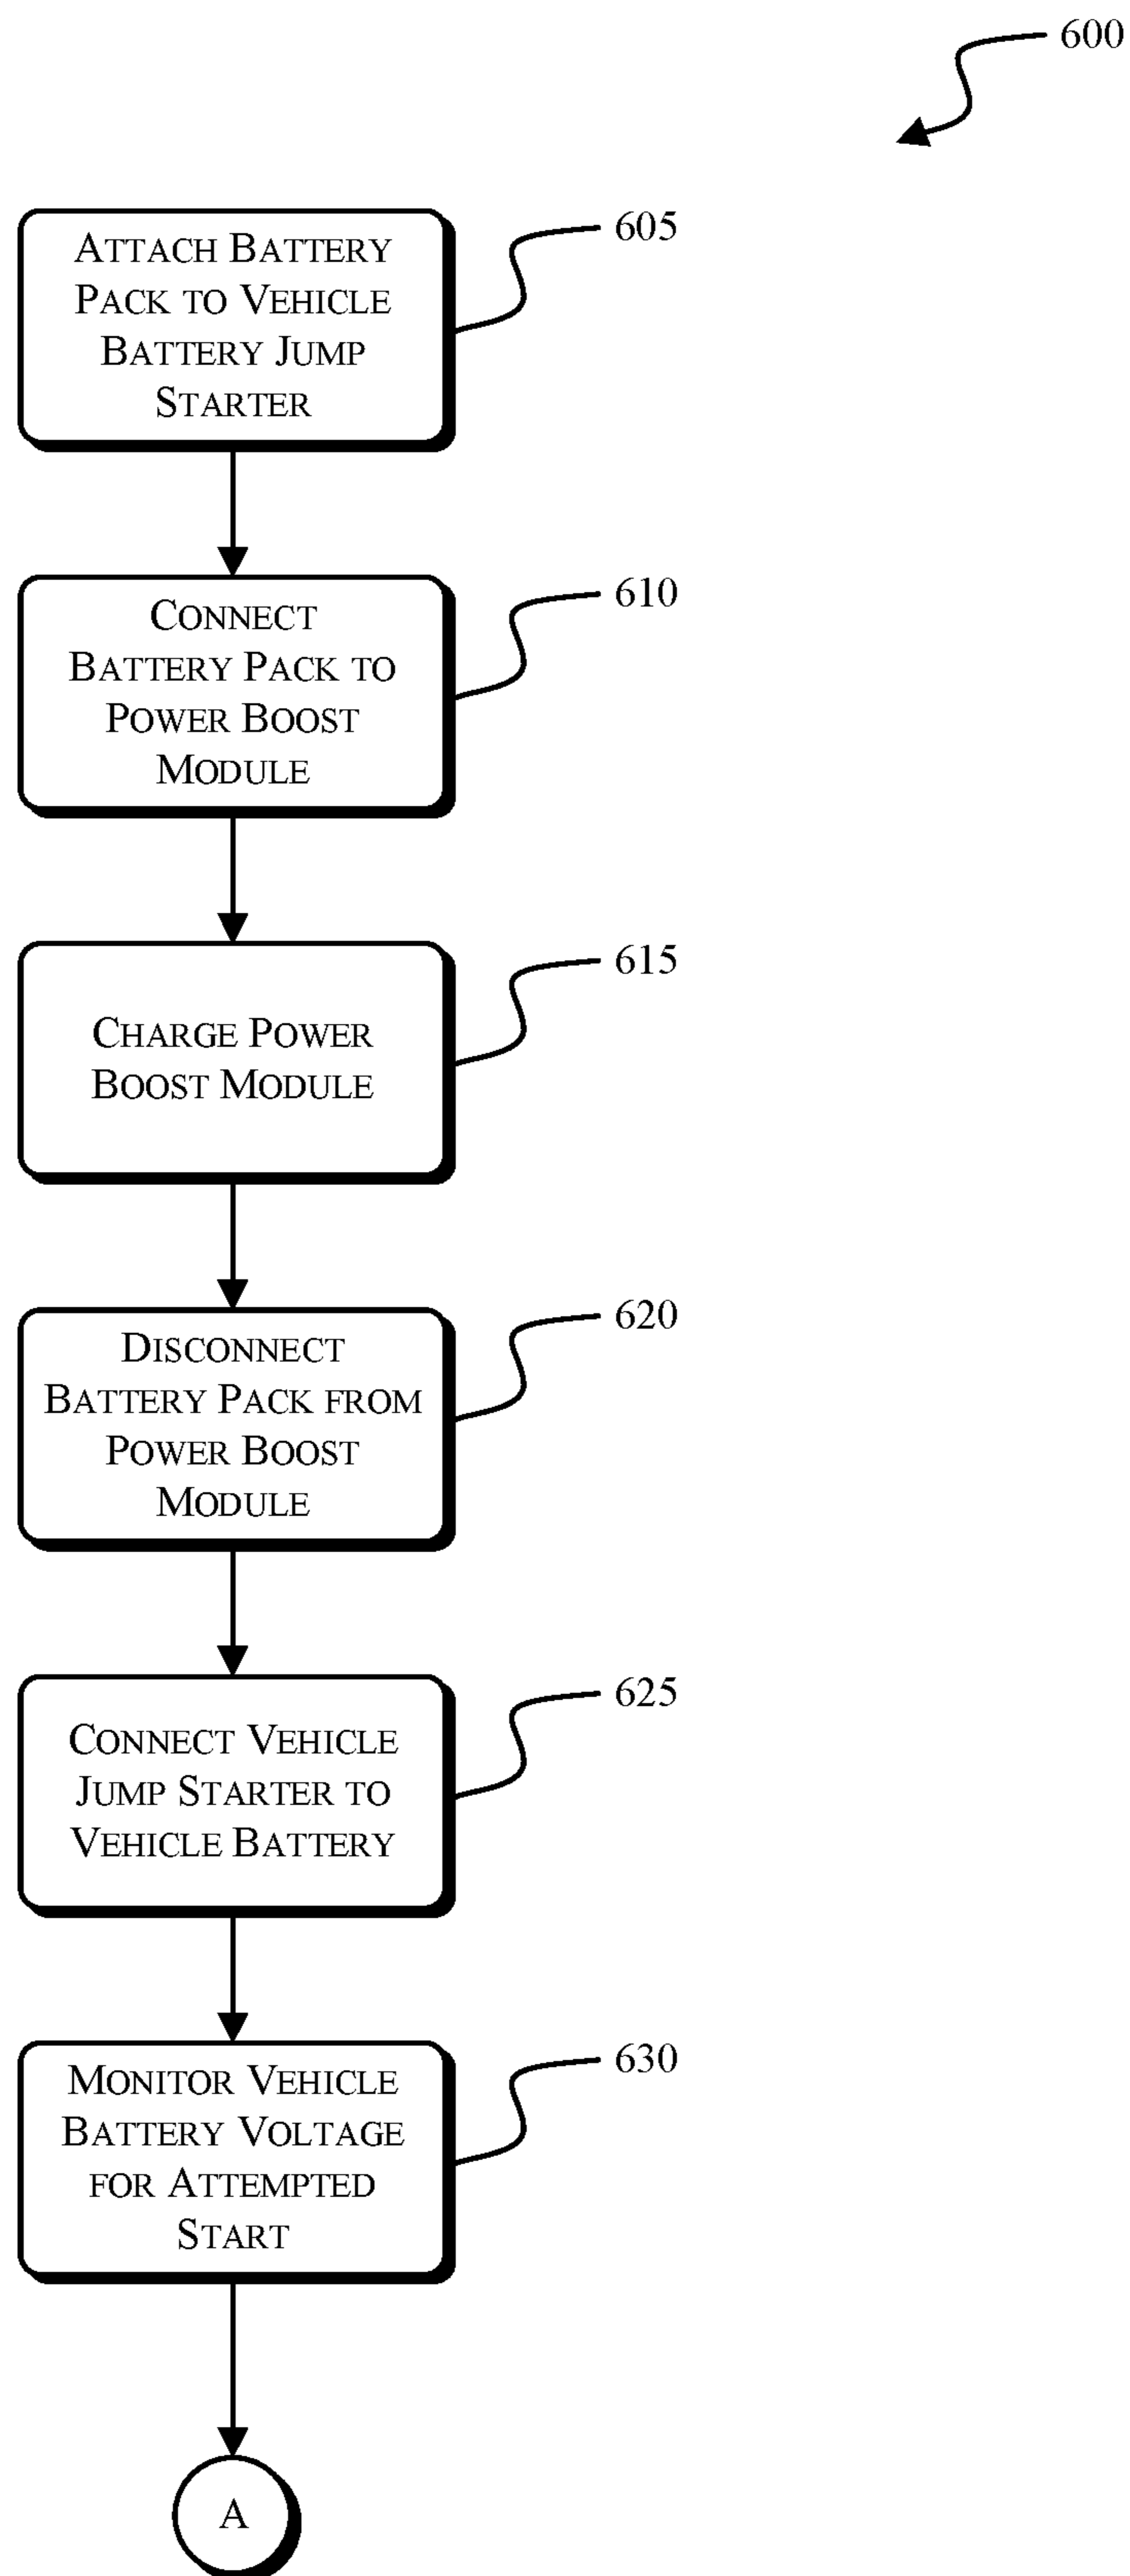 600
ATTACH BATTERY
PACK TO VEHICLE
BATTERY JUMP
STARTER
605
CONNECT
BATTERY PACK TO
POWER BOOST
MODULE
610
CHARGE POWER
BOOST MODULE
615
DISCONNECT
BATTERY PACK FROM
POWER BOOST
MODULE
620
CONNECT VEHICLE
JUMP STARTER TO
VEHICLE BATTERY
625
MONITOR VEHICLE
BATTERY VOLTAGE
FOR ATTEMPTED
START
630
A